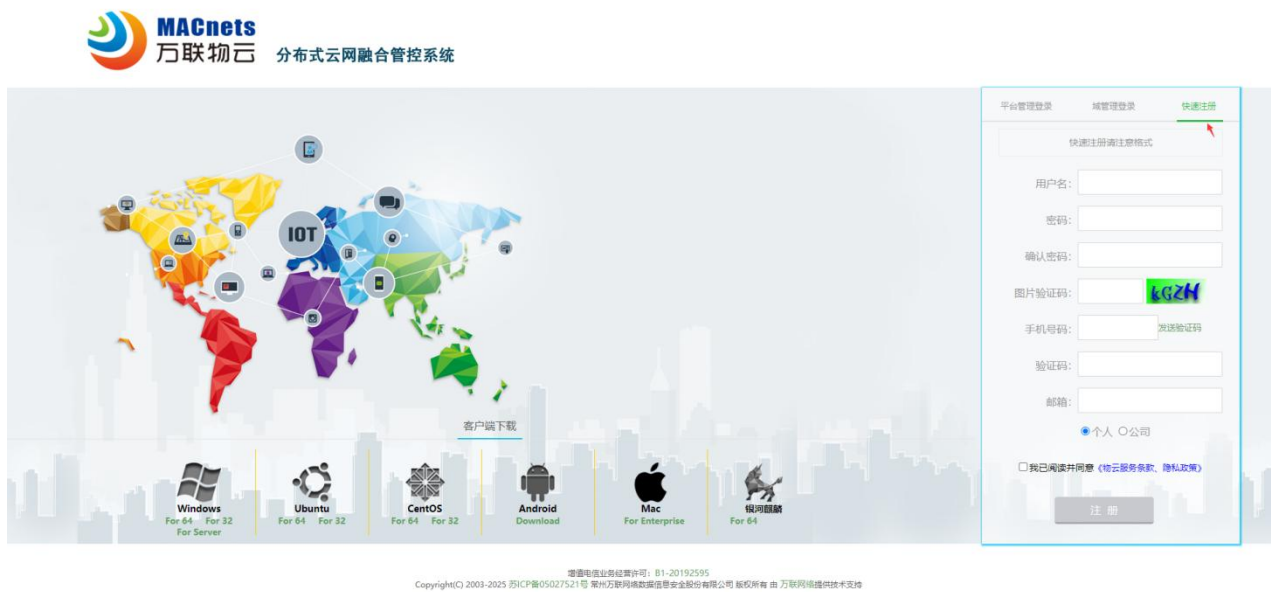 MACnets
万联物云 分布式云网融合管控系统
平台管理登录 域管理登录 快速注册
快速注册请注意格式
用户名：
密码：
确认密码：
图片验证码： kGZH
手机号码： 发送验证码
验证码：
邮箱：
个人 公司
我已阅读并同意《物云服务条款、隐私政策》
注 册
IOT
客户端下载
Windows
For 64 For 32
For Server
Ubuntu
For 64 For 32
CentOS
For 64 For 32
Android
Download
Mac
For Enterprise
银河麒麟
For 64
增值电信业务经营许可：B1-20192595
Copyright(C) 2003-2025 苏ICP备05027521号 常州万联网络数据信息安全股份有限公司 版权所有 由 万联网络提供技术支持